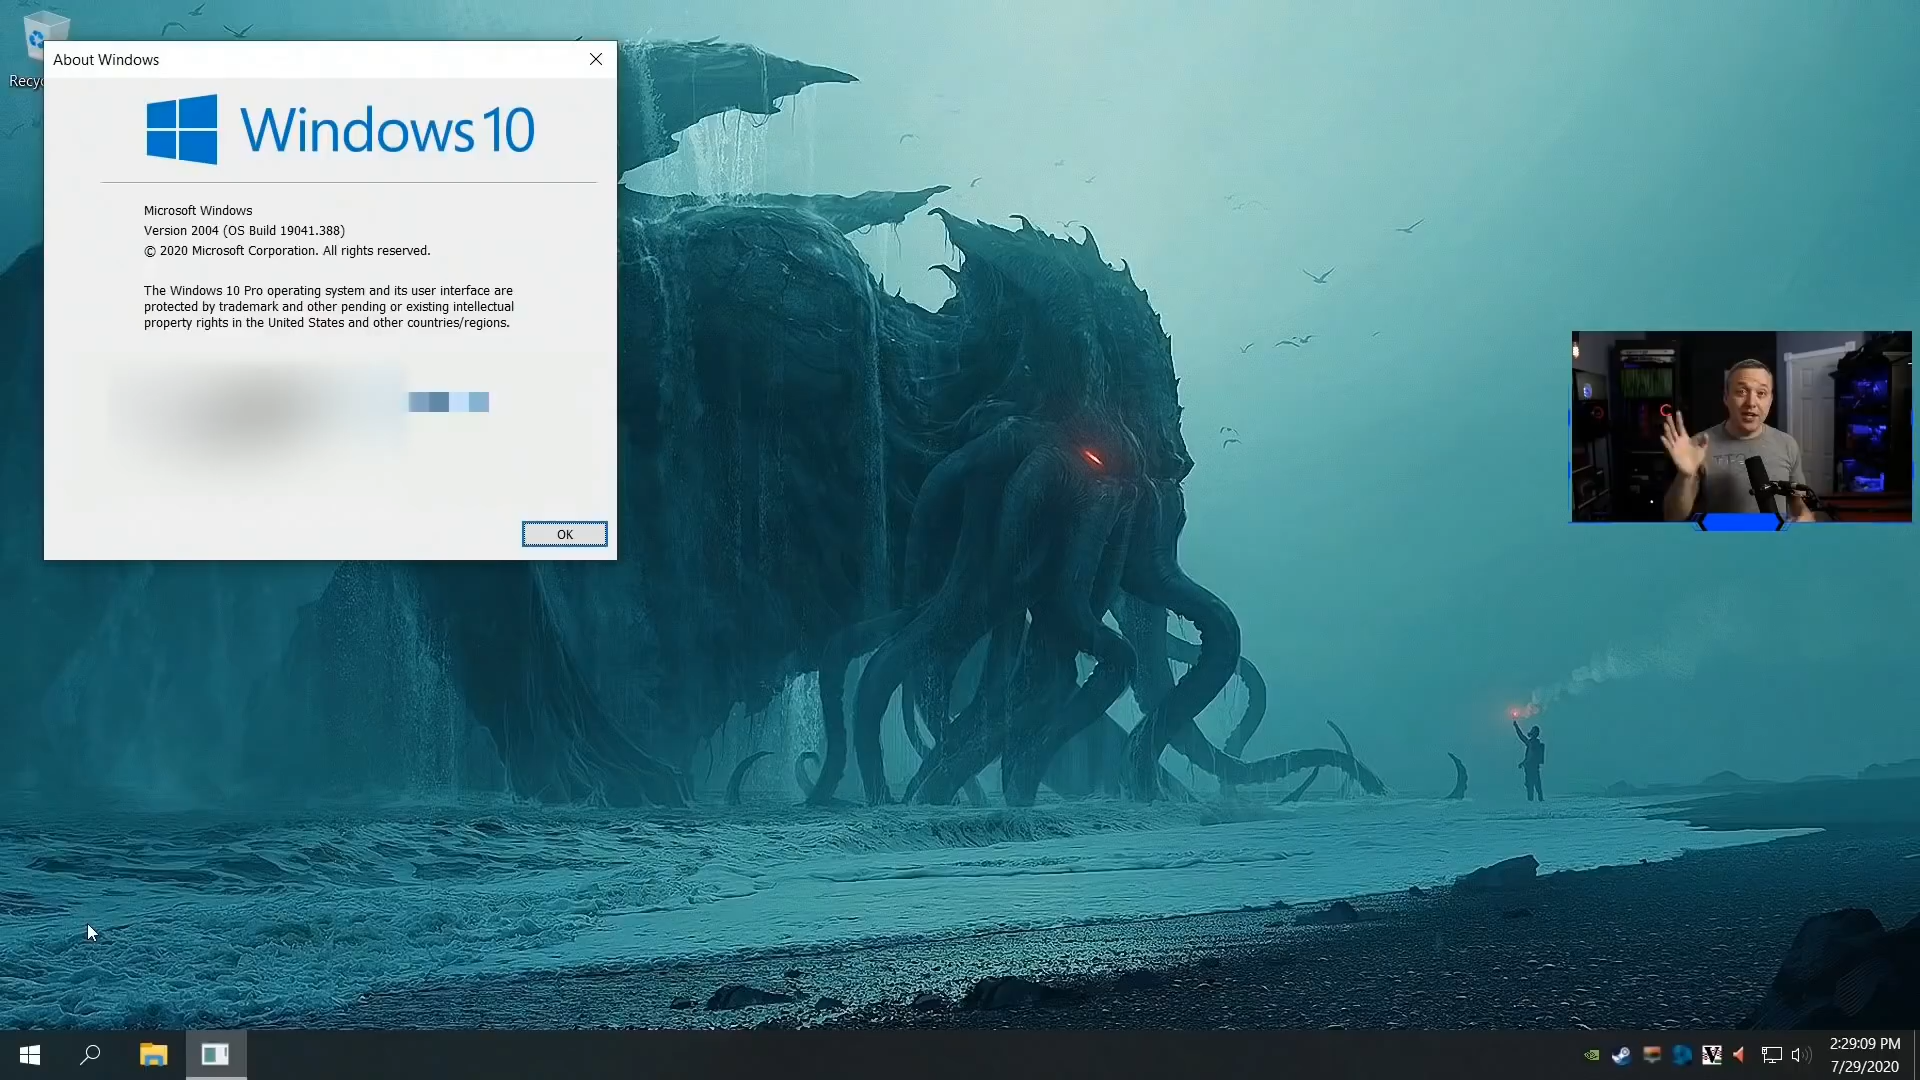 Recyc
About Windows
Windows 10
Microsoft Windows
Version 2004 (OS Build 19041.388)
© 2020 Microsoft Corporation. All rights reserved.
The Windows 10 Pro operating system and its user interface are
protected by trademark and other pending or existing intellectual
property rights in the United States and other countries/regions.
OK
2:29:09 PM
7/29/2020